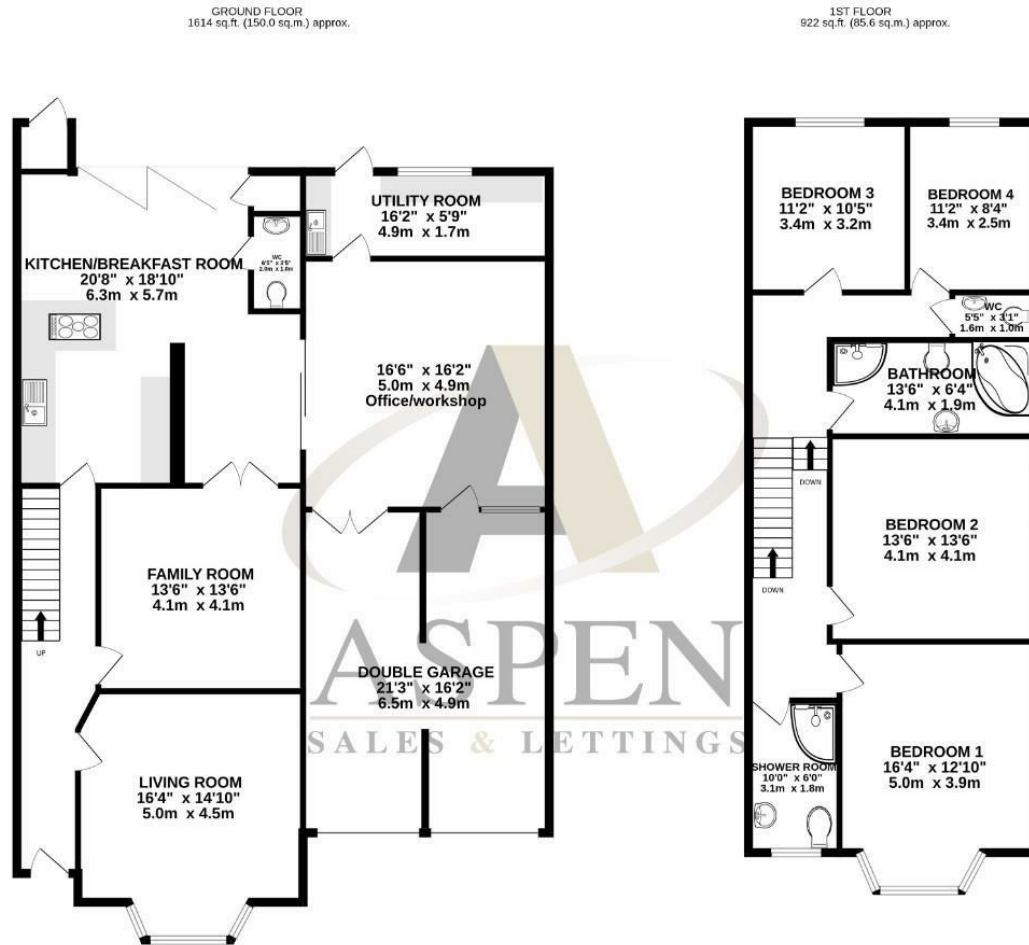 GROUND FLOOR
1614 sq.ft. (150.0 sq.m.) approx.
1ST FLOOR
922 sq.ft. (85.6 sq.m.) approx.
UTILITY ROOM
16'2" x 5'9"
4.9m x 1.7m
KITCHEN/BREAKFAST ROOM
20'8" x 18'10"
6.3m x 5.7m
WC
16'6" x 16'2"
5.0m x 4.9m
Office/workshop
FAMILY ROOM
13'6" x 13'6"
4.1m x 4.1m
UP
DOUBLE GARAGE
21'3" x 16'2"
6.5m x 4.9m
LIVING ROOM
16'4" x 14'10"
5.0m x 4.5m
ASPEN
SALES & LETTINGS
BEDROOM 3
11'2" x 10'5"
3.4m x 3.2m
BEDROOM 4
11'2" x 8'4"
3.4m x 2.5m
WC
5'5" x 3'1"
1.6m x 1.0m
BATHROOM
13'6" x 6'4"
4.1m x 1.9m
DOWN
DOWN
BEDROOM 2
13'6" x 13'6"
4.1m x 4.1m
BEDROOM 1
16'4" x 12'10"
5.0m x 3.9m
SHOWER ROOM
10'0" x 6'0"
3.1m x 1.8m